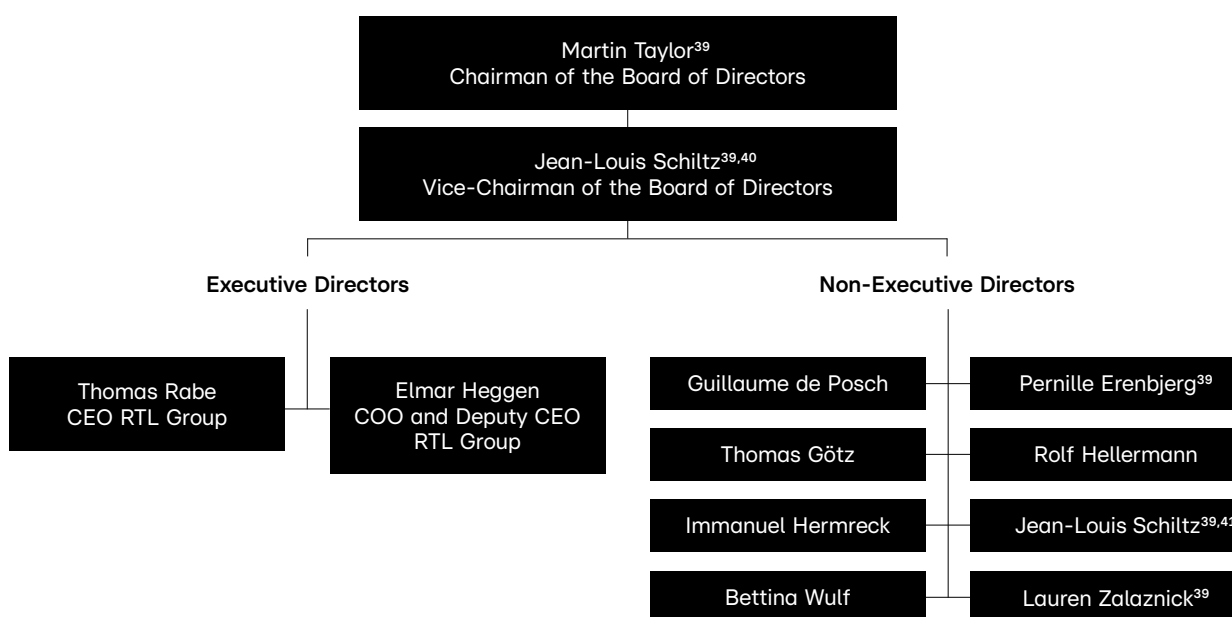 Martin Taylor³⁹
Chairman of the Board of Directors
Jean-Louis Schiltz³⁹,⁴⁰
Vice-Chairman of the Board of Directors
Executive Directors
Non-Executive Directors
Thomas Rabe
CEO RTL Group
Elmar Heggen
COO and Deputy CEO
RTL Group
Guillaume de Posch
Pernille Erenbjerg³⁹
Thomas Götz
Rolf Hellermann
Immanuel Hermreck
Jean-Louis Schiltz³⁹,⁴¹
Bettina Wulf
Lauren Zalaznick³⁹